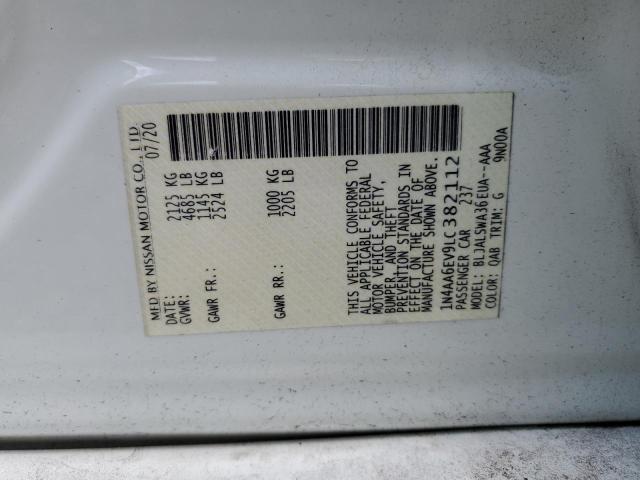 MFD BY NISSAN MOTOR CO., LTD
DATE: 07/20
GVWR: 2125 KG
4685 LB
GAWR FR.: 1145 KG
2524 LB
GAWR RR.: 1000 KG
2205 LB
THIS VEHICLE CONFORMS TO
ALL APPLICABLE FEDERAL
MOTOR VEHICLE SAFETY,
BUMPER, AND THEFT
PREVENTION STANDARDS IN
EFFECT ON THE DATE OF
MANUFACTURE SHOWN ABOVE.
1N4AA6EV9LC382112
PASSENGER CAR 237
MODEL: BLJALSWA36EUA--AAA
COLOR: QAB TRIM: G 9N00A